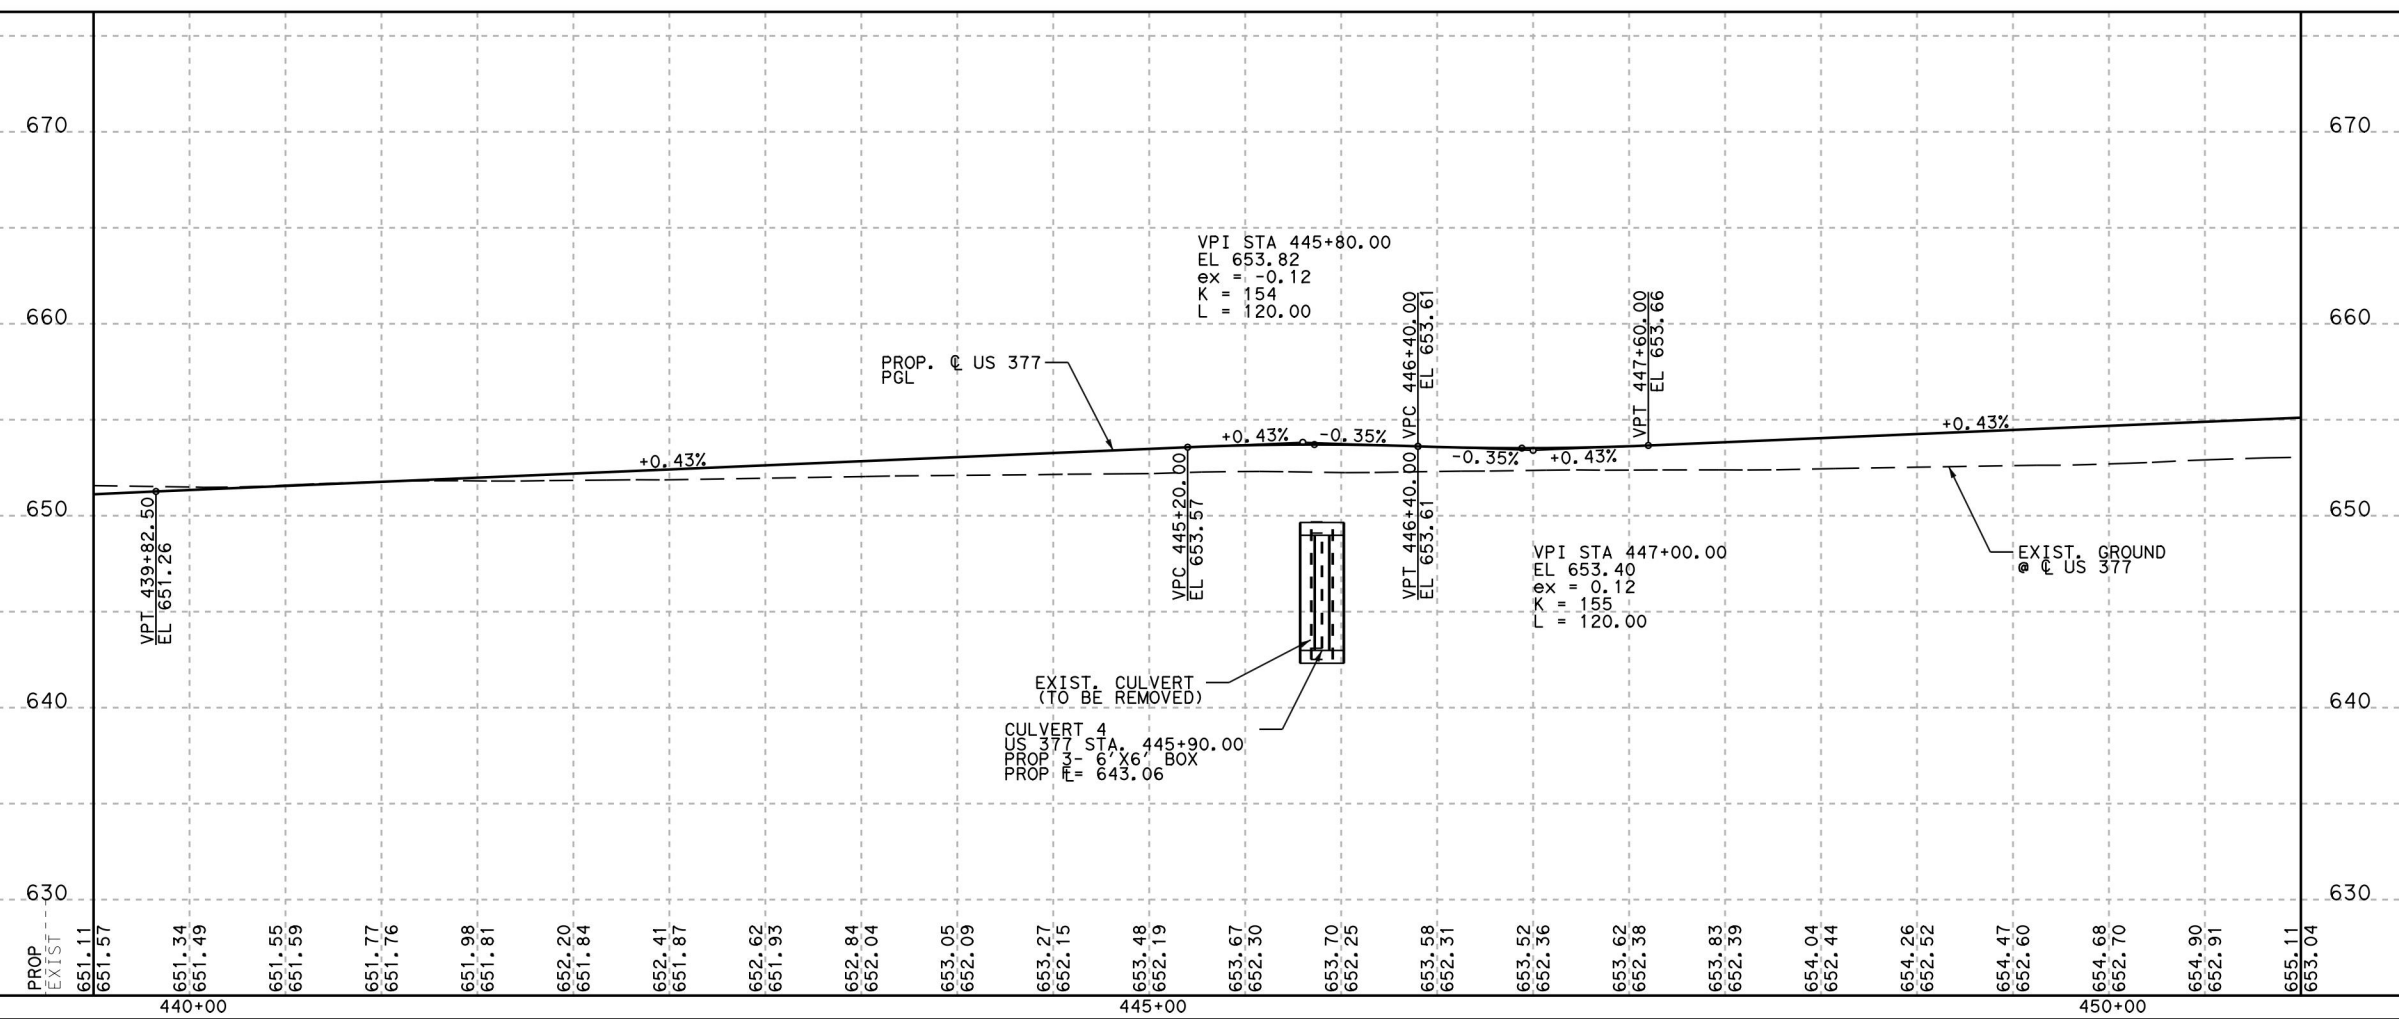 670
670
660
660
650
650
640
640
630
630
VPI STA 445+80.00
EL 653.82
ex = -0.12
K = 154
L = 120.00
PROP. ℄ US 377
PGL
VPC 446+40.00
EL 653.61
VPT 447+60.00
EL 653.66
+0.43%
+0.43%
-0.35%
-0.35%
+0.43%
+0.43%
VPT 439+82.50
EL 651.26
VPC 445+20.00
EL 653.57
VPT 446+40.00
EL 653.61
VPI STA 447+00.00
EL 653.40
ex = 0.12
K = 155
L = 120.00
EXIST. GROUND
@ ℄ US 377
EXIST. CULVERT
(TO BE REMOVED)
CULVERT 4
US 377 STA. 445+90.00
PROP 3- 6'X6' BOX
PROP FL= 643.06
PROP
EXIST
651.11
651.57
651.34
651.49
651.55
651.59
651.77
651.76
651.98
651.81
652.20
651.84
652.41
651.87
652.62
651.93
652.84
652.04
653.05
652.09
653.27
652.15
653.48
652.19
653.67
652.30
653.70
652.25
653.58
652.31
653.52
652.36
653.62
652.38
653.83
652.39
654.04
652.44
654.26
652.52
654.47
652.60
654.68
652.70
654.90
652.91
655.11
653.04
440+00
445+00
450+00